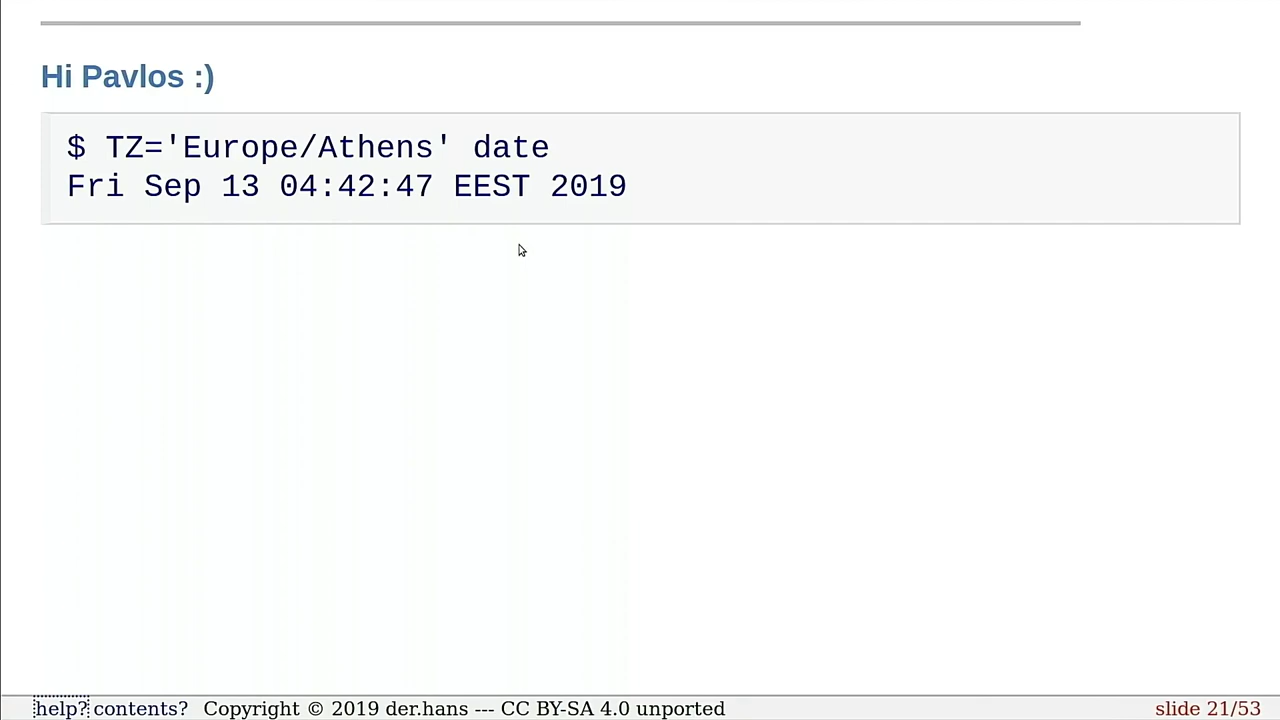 Hi Pavlos :)
$ TZ='Europe/Athens' date
Fri Sep 13 04:42:47 EEST 2019
help? contents? Copyright © 2019 der.hans --- CC BY-SA 4.0 unported slide 21/53